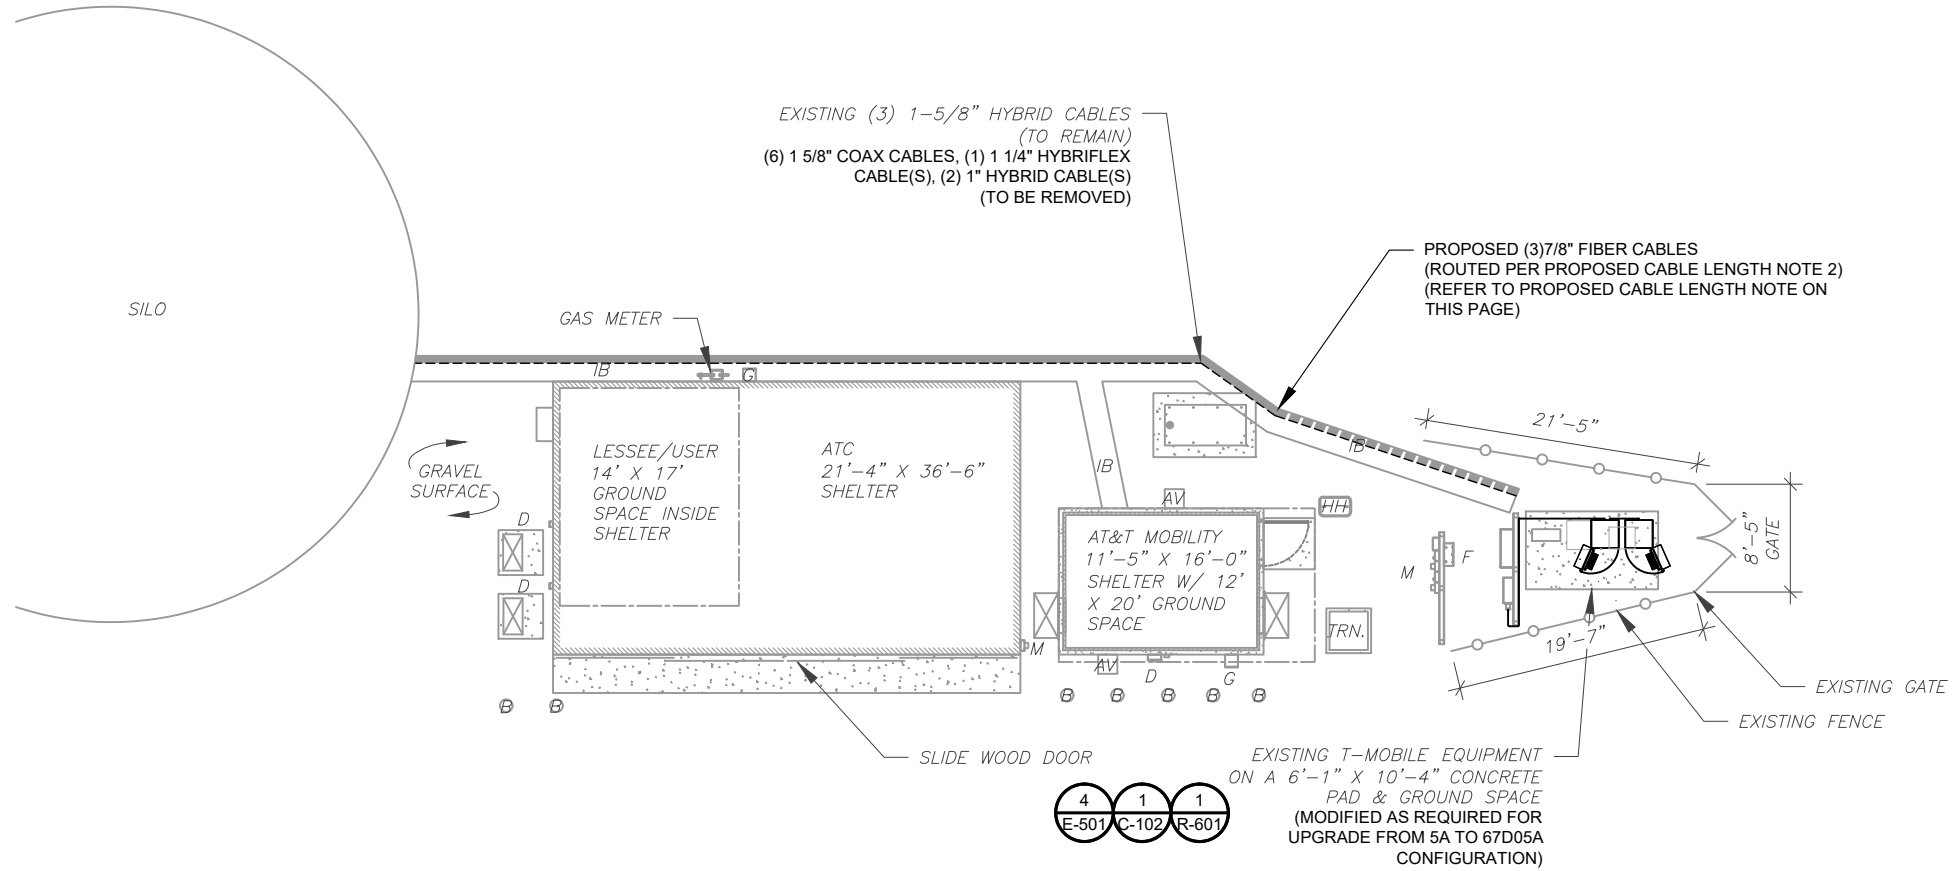 EXISTING (3) 1-5/8" HYBRID CABLES
(TO REMAIN)
(6) 1 5/8" COAX CABLES, (1) 1 1/4" HYBRIFLEX
CABLE(S), (2) 1" HYBRID CABLE(S)
(TO BE REMOVED)
PROPOSED (3)7/8" FIBER CABLES
(ROUTED PER PROPOSED CABLE LENGTH NOTE 2)
(REFER TO PROPOSED CABLE LENGTH NOTE ON
THIS PAGE)
SILO
GAS METER
IB
G
21'-5"
IB
LESSEE/USER
14' X 17'
GROUND
SPACE INSIDE
SHELTER
ATC
21'-4" X 36'-6"
SHELTER
GRAVEL
SURFACE
IB
AV
HH
D
D
AT&T MOBILITY
11'-5" X 16'-0"
SHELTER W/ 12'
X 20' GROUND
SPACE
M
F
8'-5"
GATE
TRN.
19'-7"
M
AV
D
G
B
B
B
B
B
B
B
EXISTING GATE
EXISTING FENCE
SLIDE WOOD DOOR
EXISTING T-MOBILE EQUIPMENT
ON A 6'-1" X 10'-4" CONCRETE
PAD & GROUND SPACE
(MODIFIED AS REQUIRED FOR
UPGRADE FROM 5A TO 67D05A
CONFIGURATION)
4
E-501
1
C-102
1
R-601